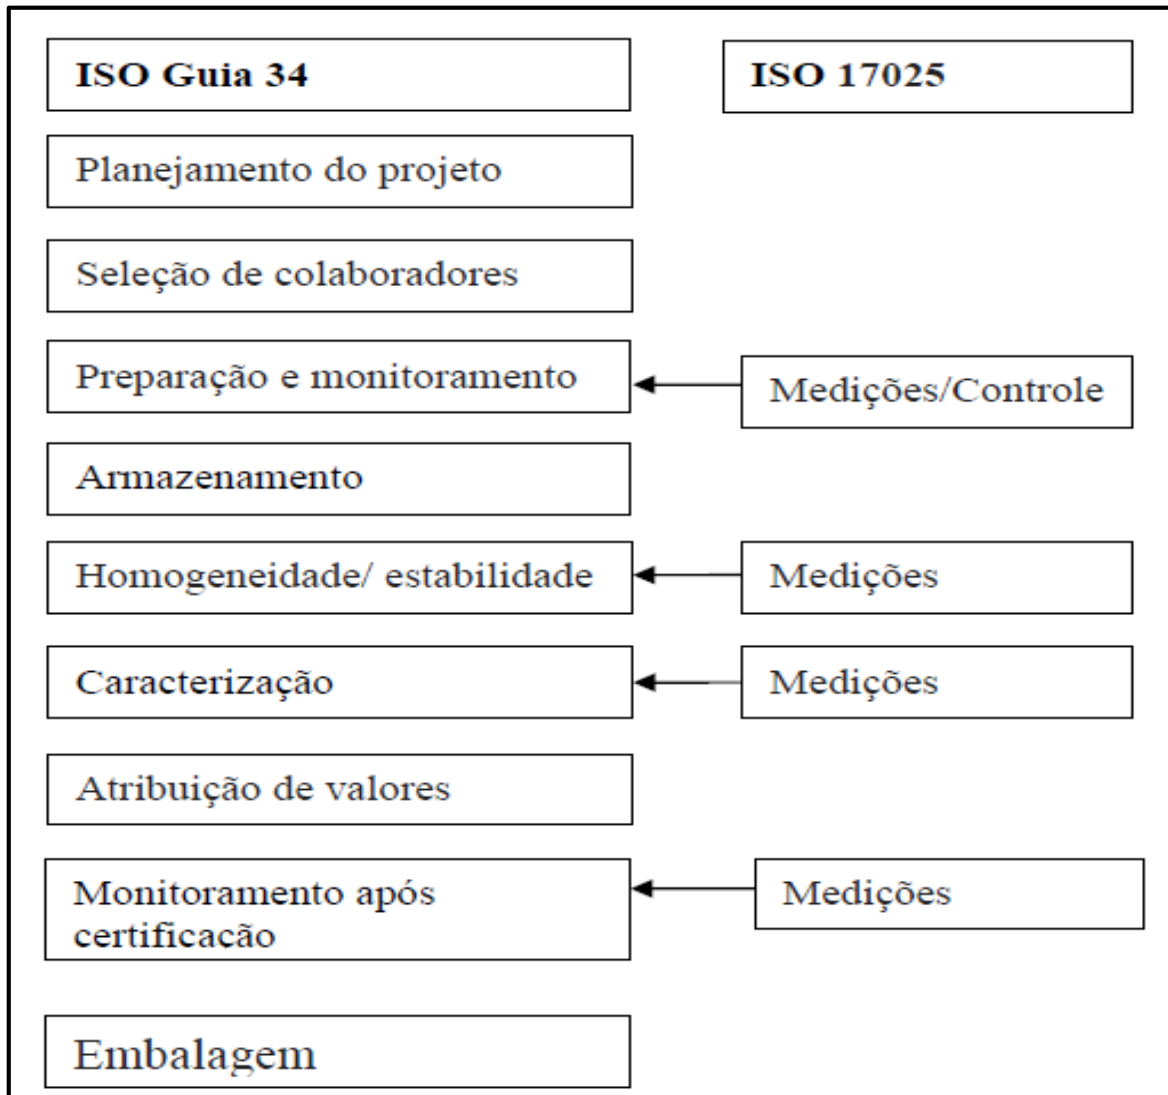 ISO Guia 34
ISO 17025
Planejamento do projeto
Seleção de colaboradores
Preparação e monitoramento
Medições/Controle
Armazenamento
Homogeneidade/ estabilidade
Medições
Caracterização
Medições
Atribuição de valores
Monitoramento após
certificacão
Medições
Embalagem